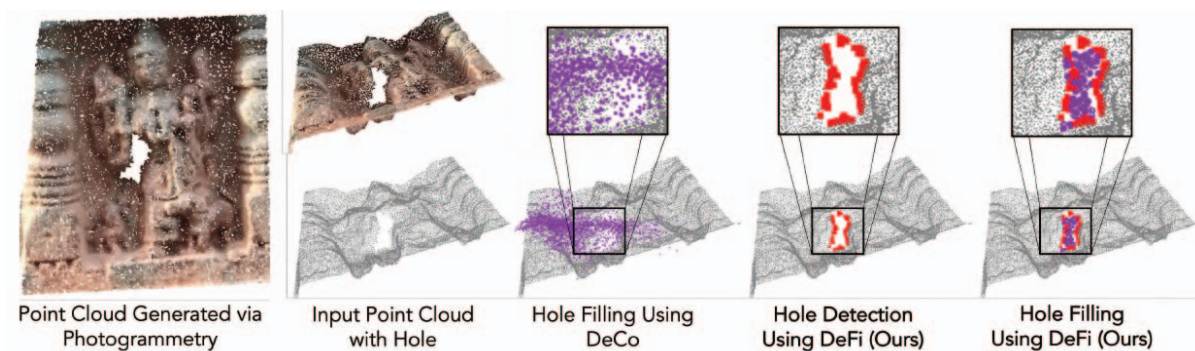 Point Cloud Generated via
Photogrammetry
Input Point Cloud
with Hole
Hole Filling Using
DeCo
Hole Detection
Using DeFi (Ours)
Hole Filling
Using DeFi (Ours)